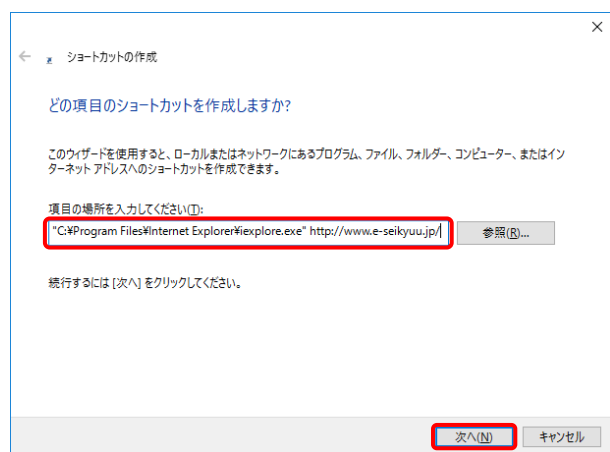 ショートカットの作成
どの項目のショートカットを作成しますか?
このウィザードを使用すると、ローカルまたはネットワークにあるプログラム、ファイル、フォルダー、コンピューター、またはイン
ターネット アドレスへのショートカットを作成できます。
項目の場所を入力してください(T):
"C:¥Program Files¥Internet Explorer¥iexplore.exe" http://www.e-seikyuu.jp/
参照(R)...
続行するには [次へ] をクリックしてください。
次へ(N)
キャンセル